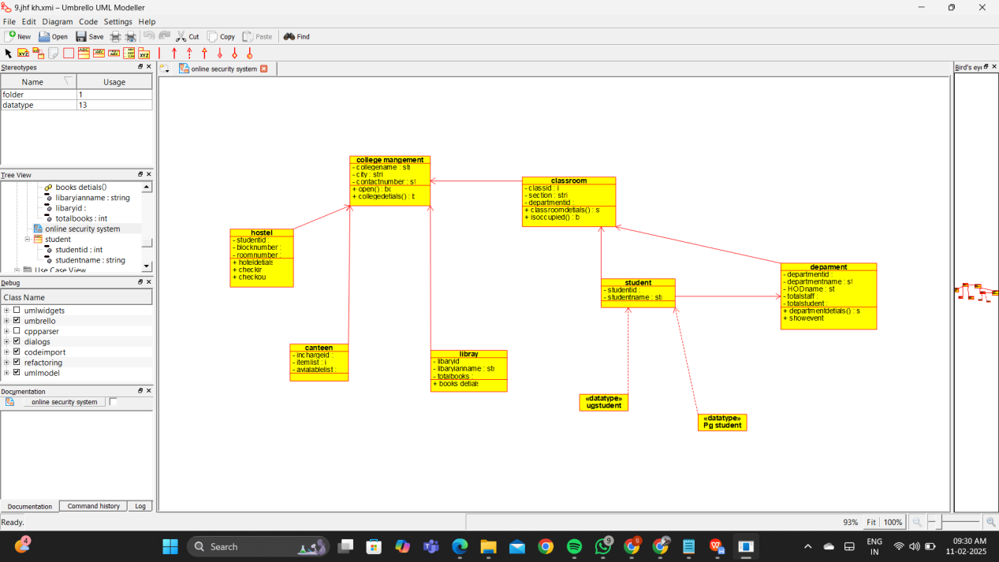 9.jhf kh.xmi – Umbrello UML Modeller
File Edit Diagram Code Settings Help
New Open Save Cut Copy Paste Find
Stereotypes
Name Usage
folder 1
datatype 13
Tree View
books detials()
libaryianname : string
libaryid :
totalbooks : int
online security system
student
studentid : int
studentname : string
Use Case View
Debug
Class Name
umlwidgets
umbrello
cppparser
dialogs
codeimport
refactoring
umlmodel
Documentation
online security system
Documentation Command history Log
Ready.
online security system
Bird's eye
college mangement
- collegename : stri
- city : stri
- contactnumber : st
+ open() : bo
+ collegedetials() : b
classroom
- classid : i
- section : stri
- departmentid :
+ classroomdetials() : s
+ isoccupied() : b
hostel
- studentid :
- blocknumber :
- roomnumber :
+ hoteldetials
+ checkin
+ checkou
deparment
- departmentid :
- departmentname : st
- HODname : st
- totalstaff :
- totalstudent :
+ departmentdetials() : s
+ showevent
student
- studentid :
- studentname : stri
canteen
- inchargeid :
- itemlist : i
- avialablelist :
libray
- libaryid
- libaryianname : stri
- totalbooks :
+ books detials
«datatype»
ugstudent
«datatype»
Pg student
93% Fit 100%
4
Search
9
5
ENG
IN
09:30 AM
11-02-2025